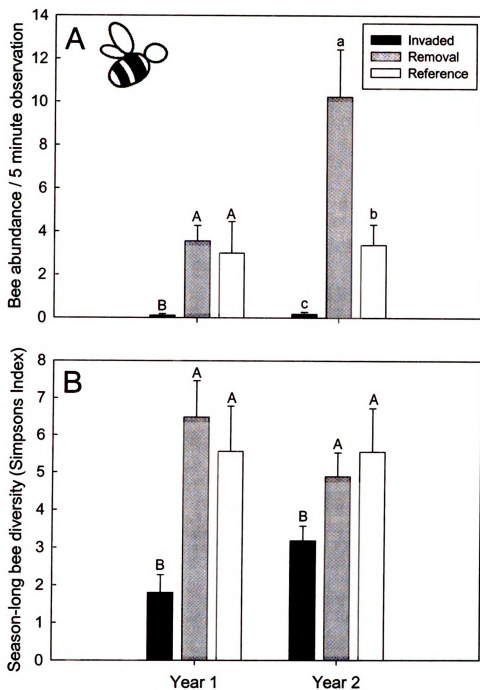 A
Bee abundance / 5 minute observation
14
12
10
8
6
4
2
0
Invaded
Removal
Reference
B
A
A
c
a
b
B
Season-long bee diversity (Simpsons Index)
8
7
6
5
4
3
2
1
0
B
A
A
B
A
A
Year 1
Year 2